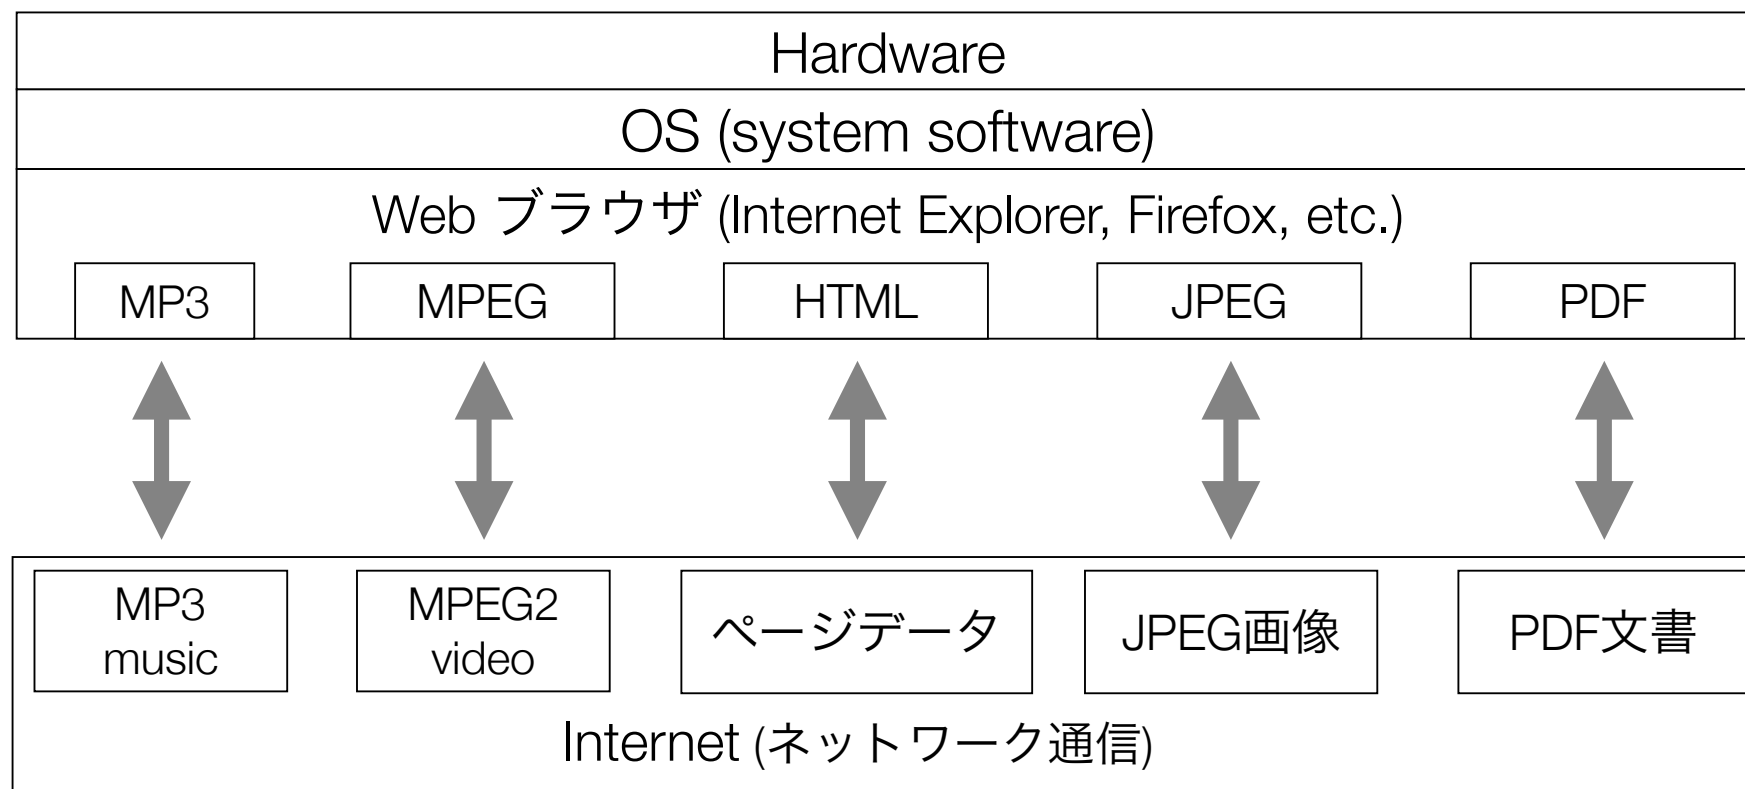 Hardware
OS (system software)
Web ブラウザ (Internet Explorer, Firefox, etc.)
MP3
MPEG
HTML
JPEG
PDF
MP3
music
MPEG2
video
ページデータ
JPEG画像
PDF文書
Internet (ネットワーク通信)